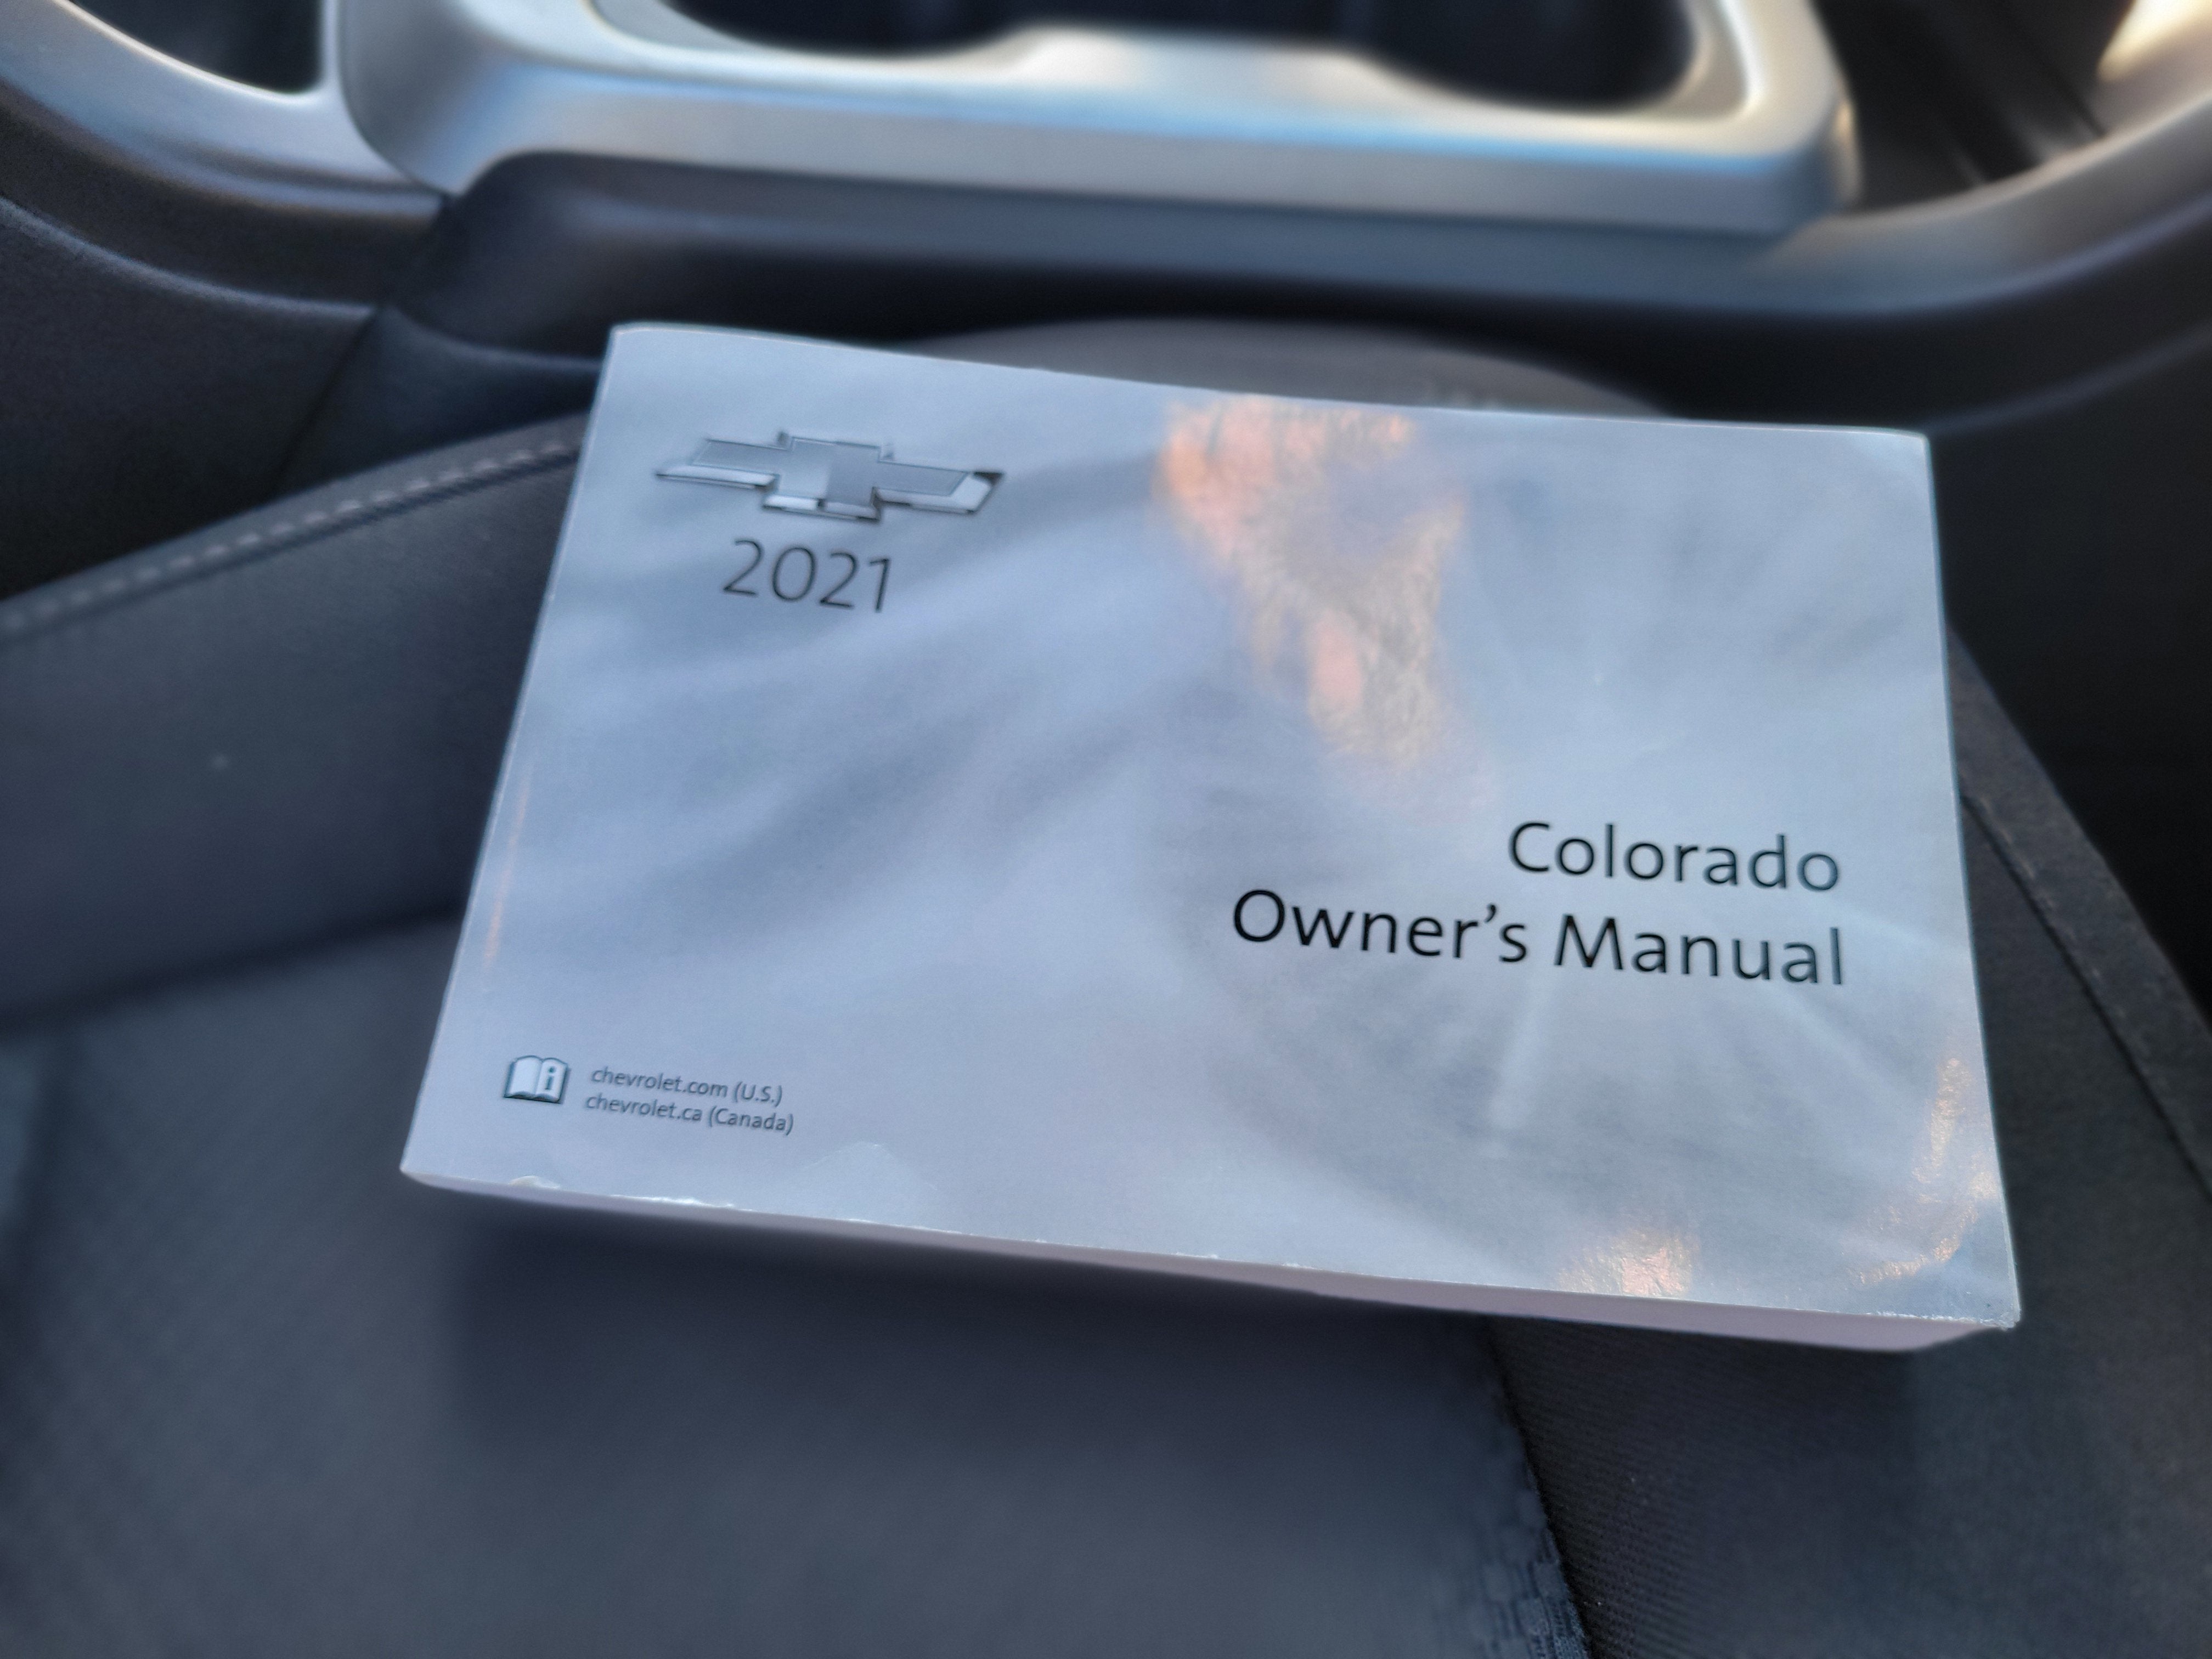 2021
Colorado
Owner's Manual
chevrolet.com (U.S.)
chevrolet.ca (Canada)